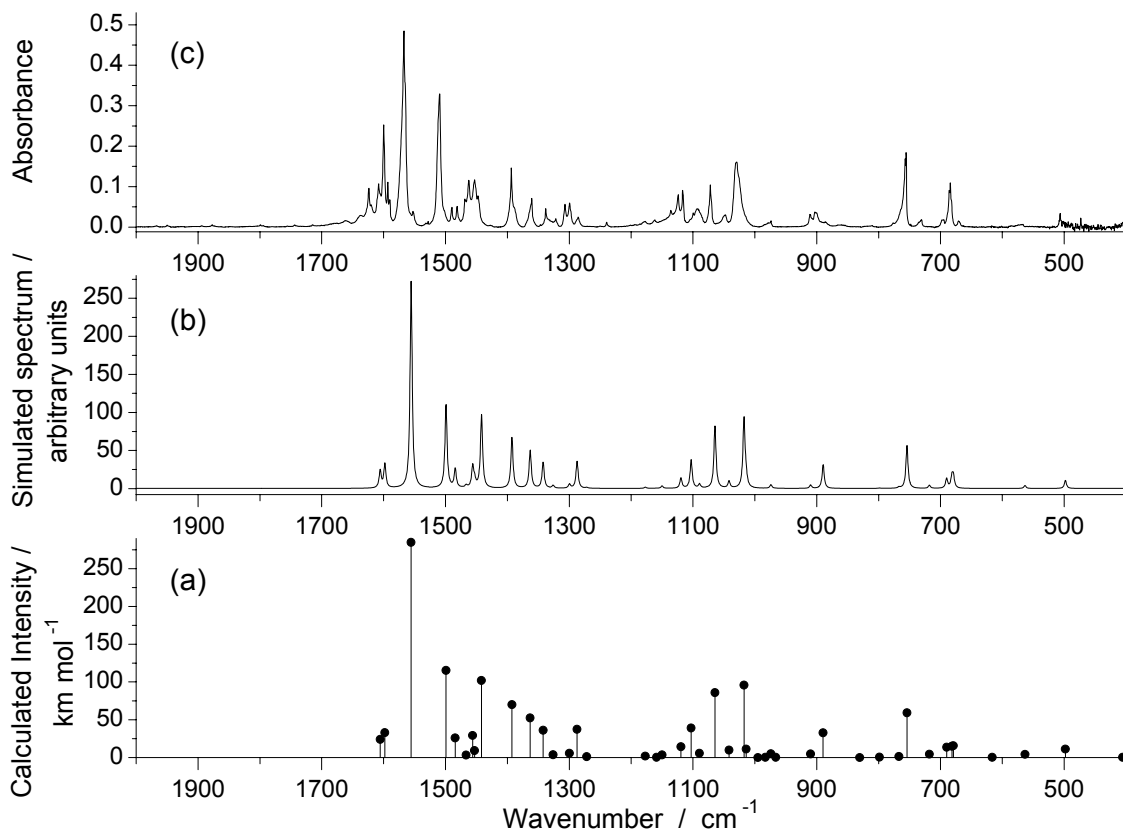 Absorbance
0.5
0.4
0.3
0.2
0.1
0.0
(c)
1900 1700 1500 1300 1100 900 700 500
Simulated spectrum /
arbitrary units
250
200
150
100
50
0
(b)
1900 1700 1500 1300 1100 900 700 500
Calculated Intensity /
km mol⁻¹
250
200
150
100
50
0
(a)
1900 1700 1500 1300 1100 900 700 500
Wavenumber / cm⁻¹